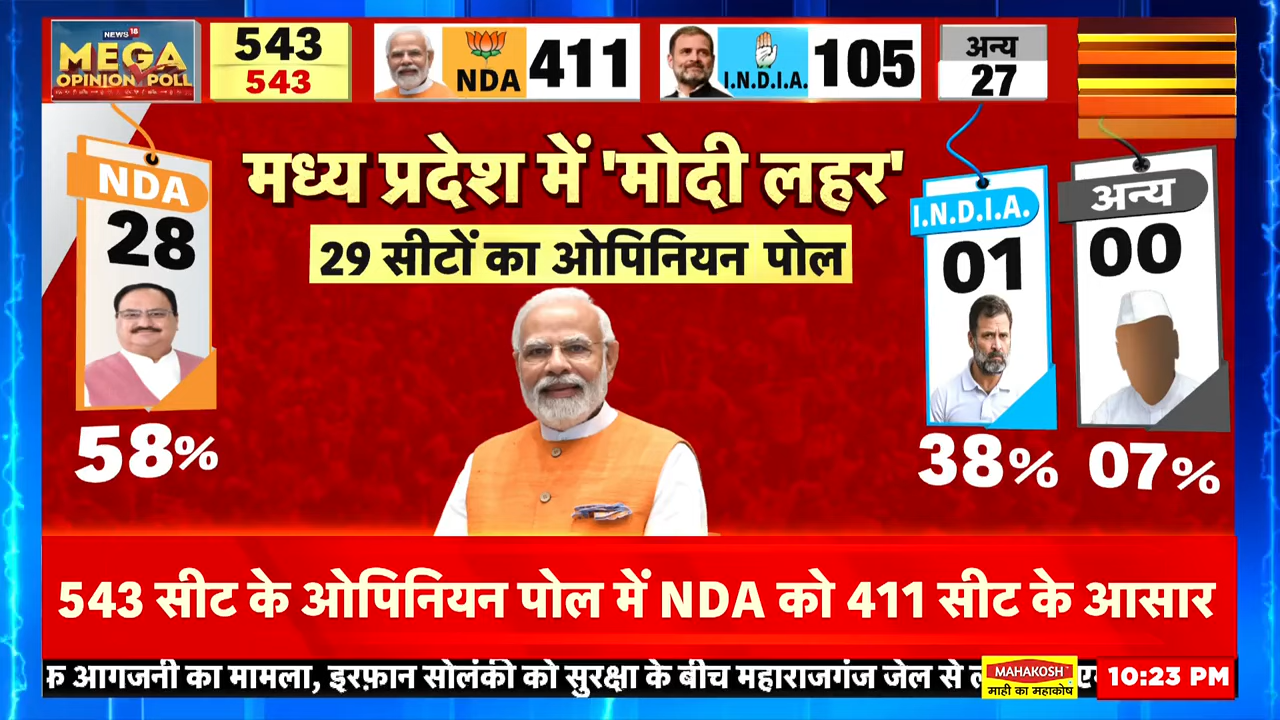 NEWS18
MEGA
OPINION POLL
543
543
NDA
411
I.N.D.I.A.
105
अन्य
27
मध्य प्रदेश में 'मोदी लहर'
29 सीटों का ओपिनियन पोल
NDA
28
58%
I.N.D.I.A.
01
38%
अन्य
00
07%
543 सीट के ओपिनियन पोल में NDA को 411 सीट के आसार
आगजनी का मामला, इरफ़ान सोलंकी को सुरक्षा के बीच महाराजगंज जेल से
MAHAKOSH
माही का महाकोष
10:23 PM